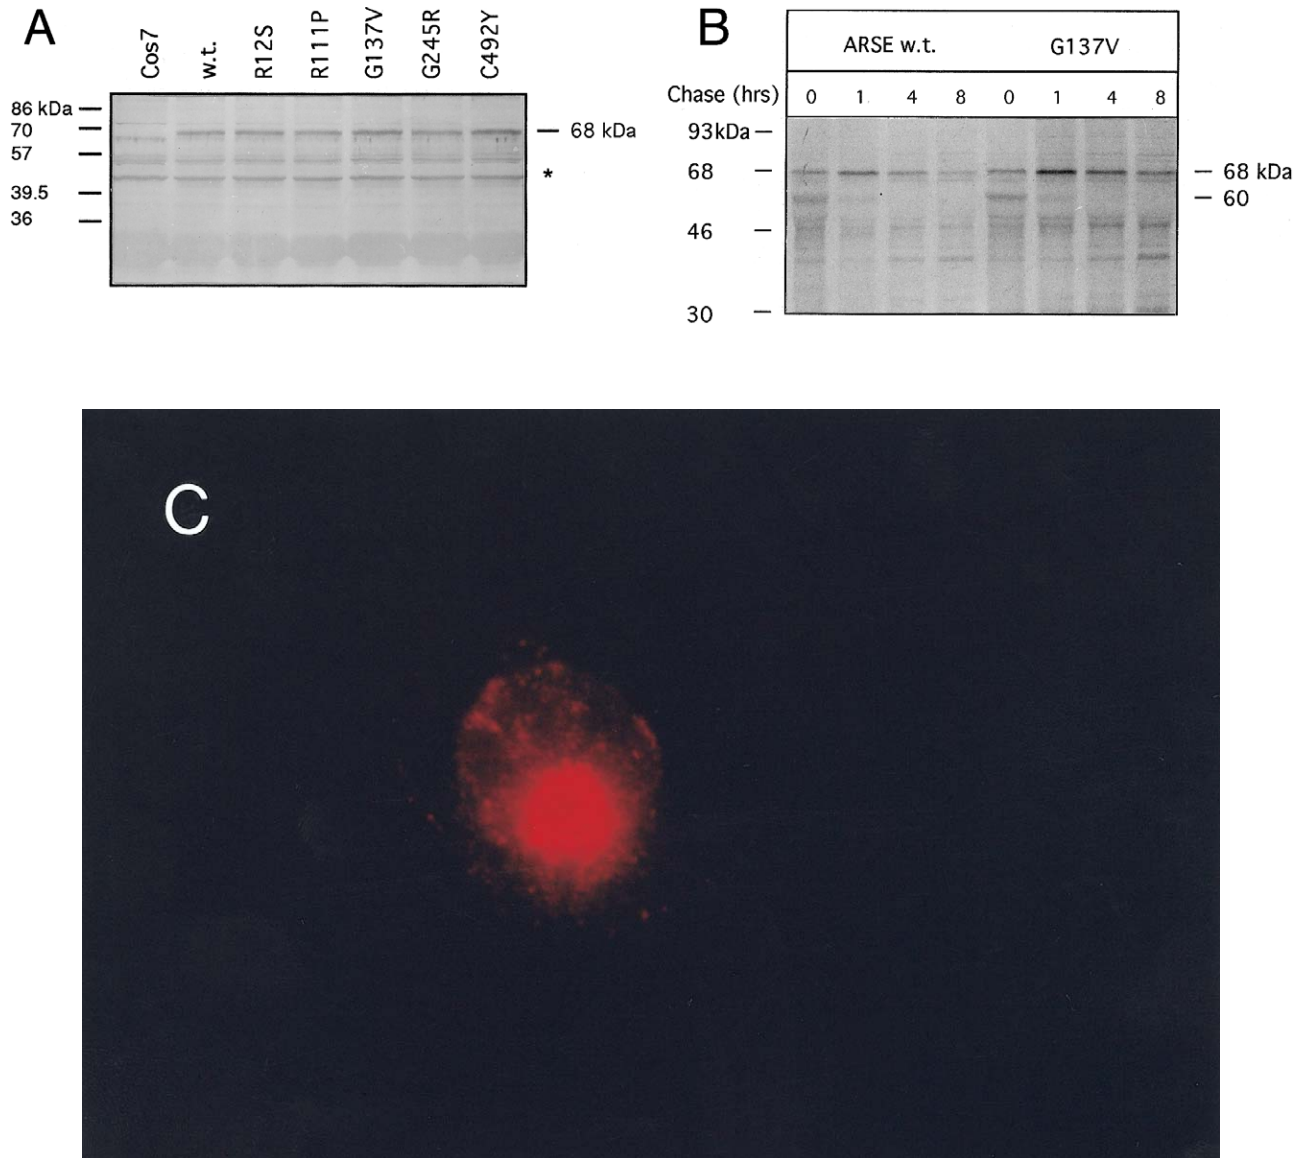 A
Cos7
w.t.
R12S
R111P
G137V
G245R
C492Y
86 kDa
70
57
39.5
36
68 kDa
*
B
ARSE w.t.
G137V
Chase (hrs)
0 1 4 8 0 1 4 8
93kDa
68
46
30
68 kDa
60
C